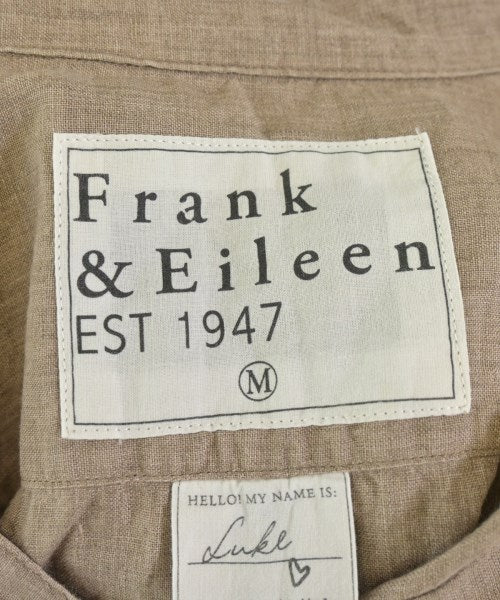 Frank
& Eileen
EST 1947
M
HELLO! MY NAME IS:
Luke